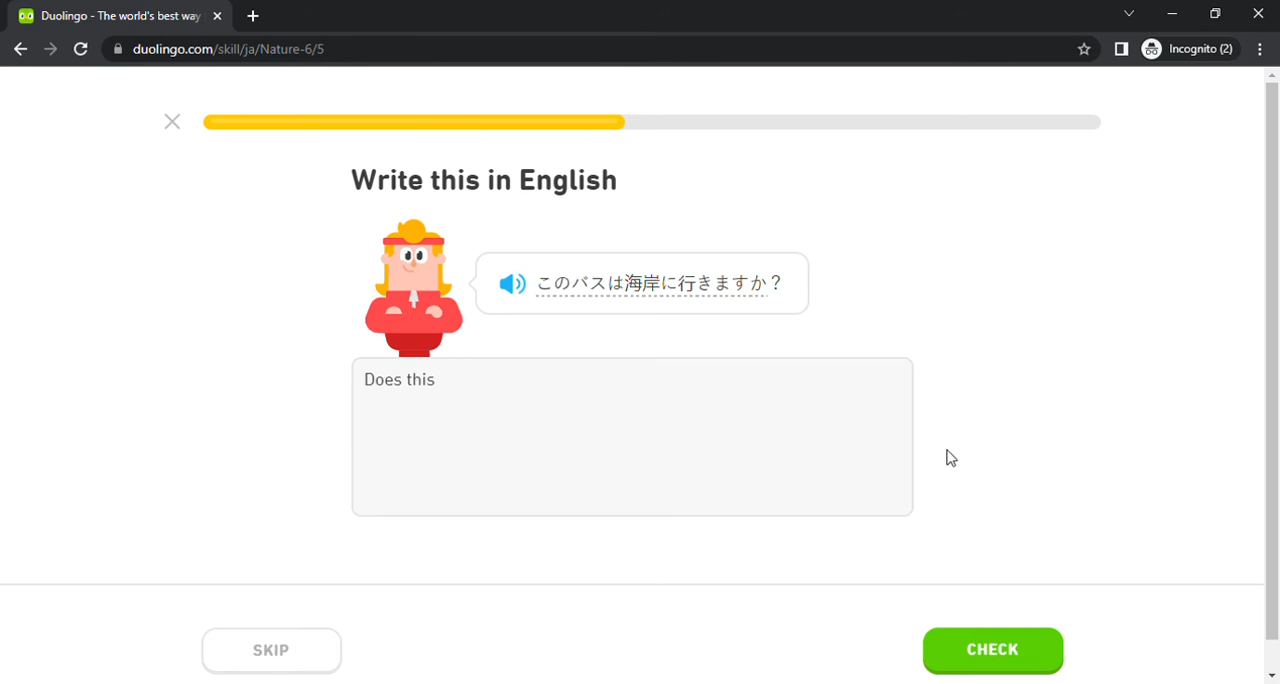 Duolingo - The world's best way
duolingo.com/skill/ja/Nature-6/5
Incognito (2)
Write this in English
このバスは海岸に行きますか？
Does this
SKIP
CHECK